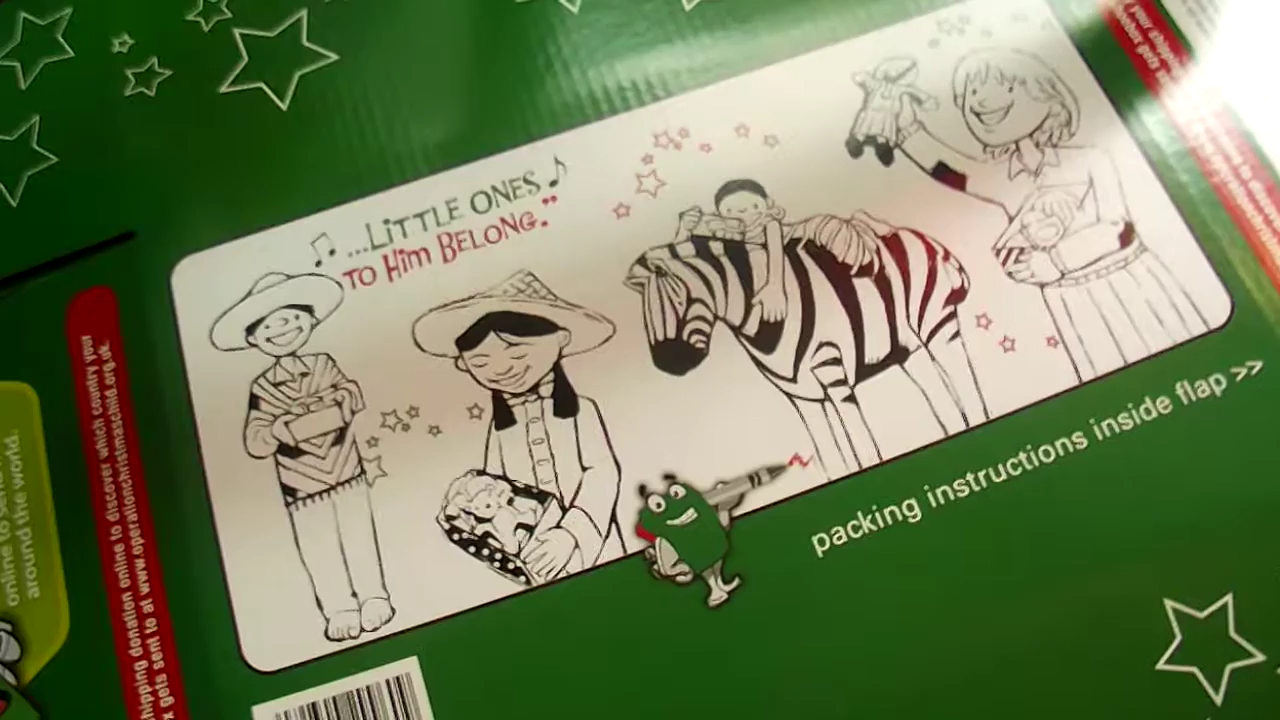 ...LiTTLE ONES
TO HiM BELONG."
packing instructions inside flap >>
online to
around the world.
shipping donation online to discover which country your
x gets sent to at www.operationchristmaschild.org.uk